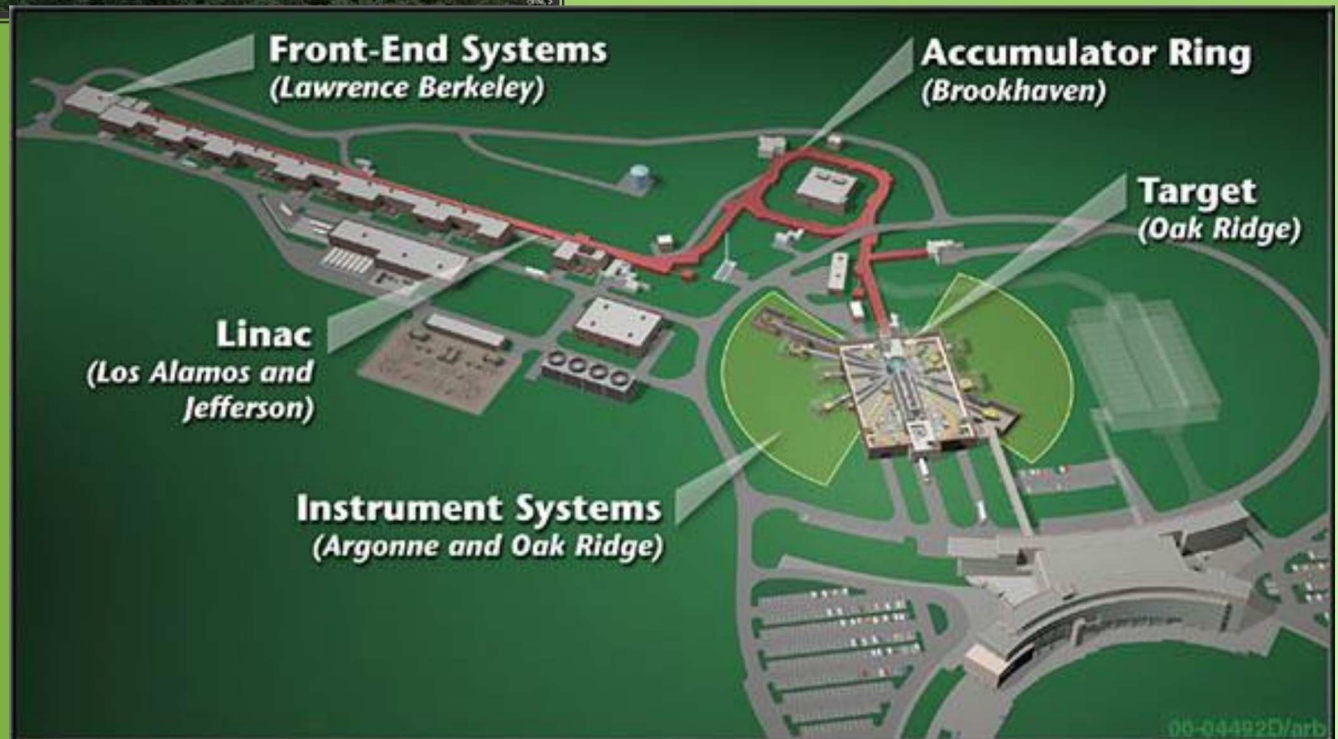 Front-End Systems
(Lawrence Berkeley)
Accumulator Ring
(Brookhaven)
Target
(Oak Ridge)
Linac
(Los Alamos and
Jefferson)
Instrument Systems
(Argonne and Oak Ridge)
00-04492D/arb